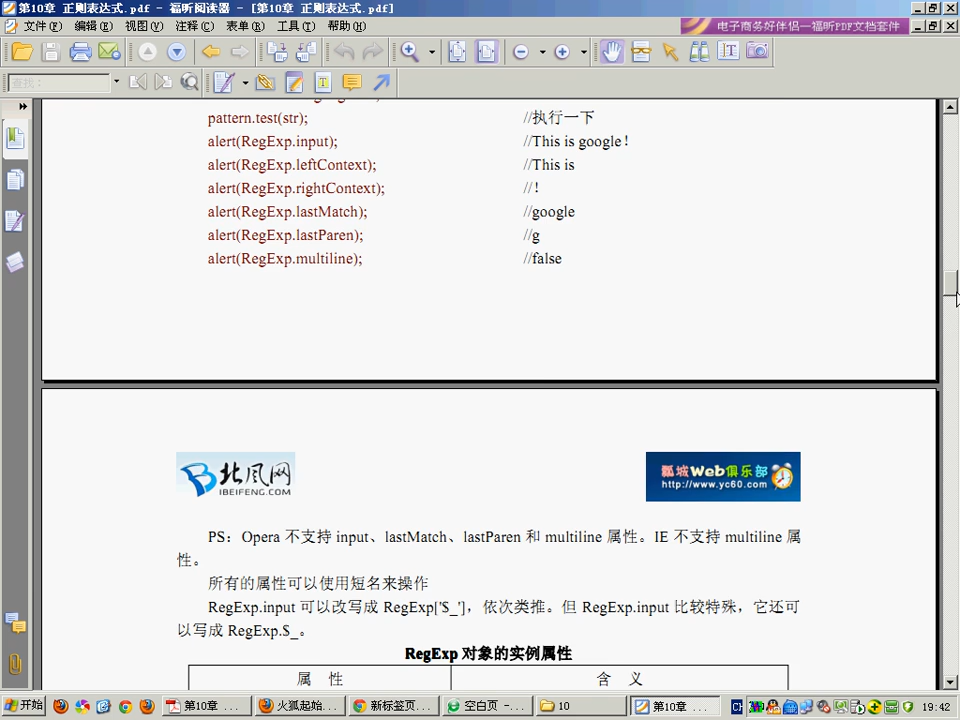 第10章 正则表达式.pdf - 福昕阅读器 - [第10章 正则表达式.pdf]
文件(F) 编辑(E) 视图(V) 注释(C) 表单(R) 工具(T) 帮助(H)
电子商务好伴侣—福昕PDF文档套件
查找:
pattern.test(str); //执行一下
alert(RegExp.input); //This is google！
alert(RegExp.leftContext); //This is
alert(RegExp.rightContext); //！
alert(RegExp.lastMatch); //google
alert(RegExp.lastParen); //g
alert(RegExp.multiline); //false
北风网
IBEIFENG.COM
瓢城Web俱乐部
http://www.yc60.com
PS：Opera 不支持 input、lastMatch、lastParen 和 multiline 属性。IE 不支持 multiline 属
性。
所有的属性可以使用短名来操作
RegExp.input 可以改写成 RegExp['$_']，依次类推。但 RegExp.input 比较特殊，它还可
以写成 RegExp.$_。
RegExp 对象的实例属性
属 性 含 义
开始 第10章 ... 火狐起始... 新标签页... 空白页 -... 10 第10章 ... 19:42